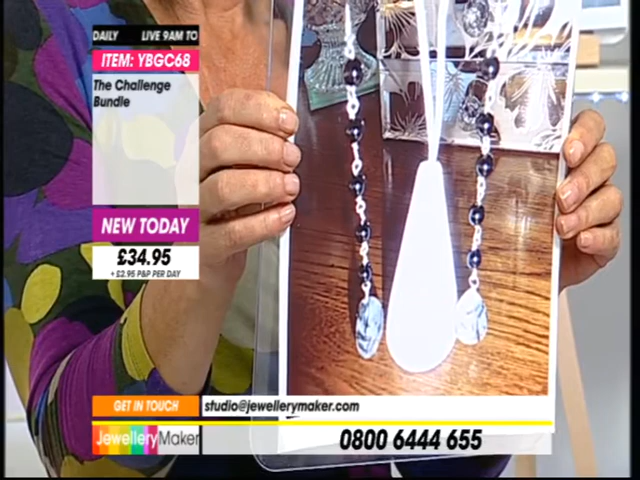 DAILY LIVE 9AM TO
ITEM: YBGC68
The Challenge
Bundle
NEW TODAY
£34.95
+ £2.95 P&P PER DAY
GET IN TOUCH studio@jewellerymaker.com
JewelleryMaker 0800 6444 655